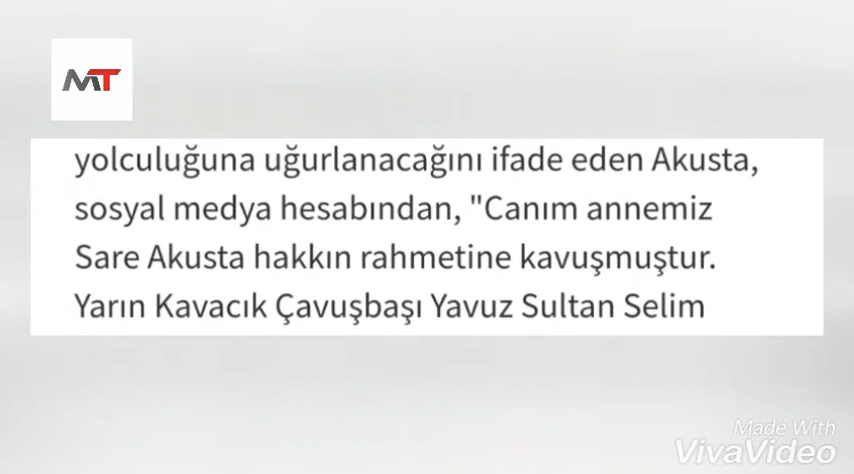 MT
yolculuğuna uğurlanacağını ifade eden Akusta,
sosyal medya hesabından, "Canım annemiz
Sare Akusta hakkın rahmetine kavuşmuştur.
Yarın Kavacık Çavuşbaşı Yavuz Sultan Selim
Made With
VivaVideo